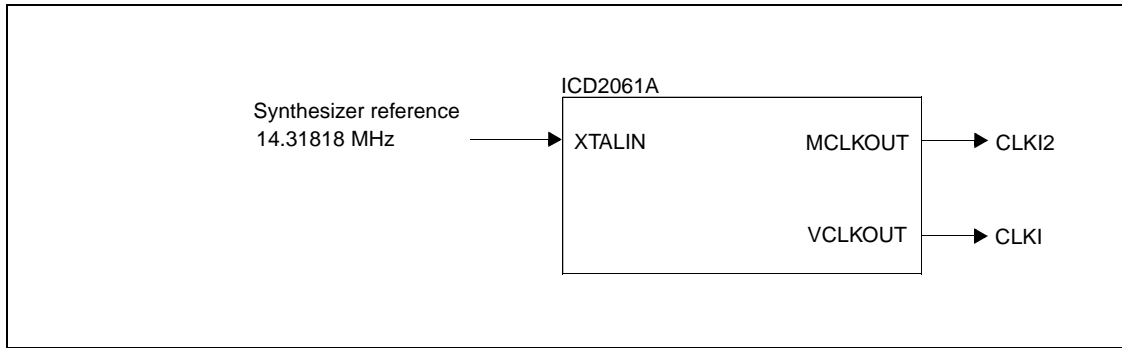 ICD2061A
Synthesizer reference
14.31818 MHz
XTALIN
MCLKOUT
CLKI2
VCLKOUT
CLKI